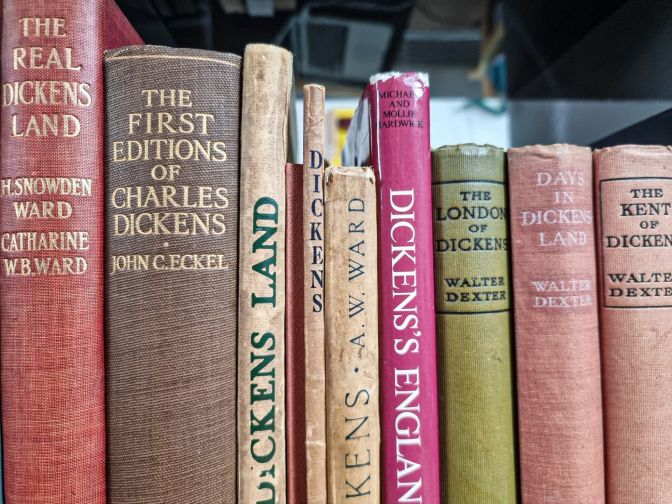 THE
REAL
DICKENS
LAND
H. SNOWDEN
WARD
CATHARINE
W.B. WARD
THE
FIRST
EDITIONS
OF
CHARLES
DICKENS
·
JOHN C. ECKEL
DICKENS LAND
DICKENS
KENS · A. W. WARD
MICHAEL
AND
MOLLIE
HARDWICK
DICKENS'S ENGLAN
THE
LONDON
OF
DICKENS
WALTER
DEXTER
DAYS
IN
DICKENS
LAND
WALTER
DEXTER
THE
KENT
OF
DICKEN
WALTE
DEXTE